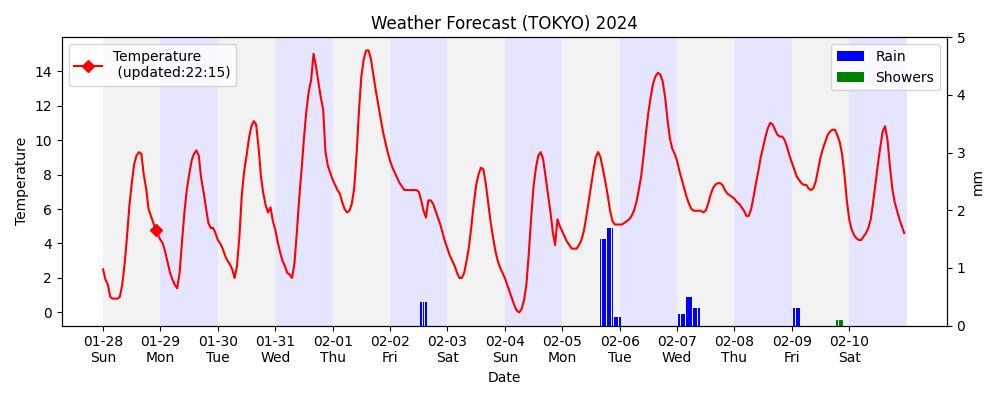 Weather Forecast (TOKYO) 2024
Temperature
(updated:22:15)
Rain
Showers
Temperature
14
12
10
8
6
4
2
0
5
4
3
2
1
0
mm
01-28 01-29 01-30 01-31 02-01 02-02 02-03 02-04 02-05 02-06 02-07 02-08 02-09 02-10
Sun Mon Tue Wed Thu Fri Sat Sun Mon Tue Wed Thu Fri Sat
Date